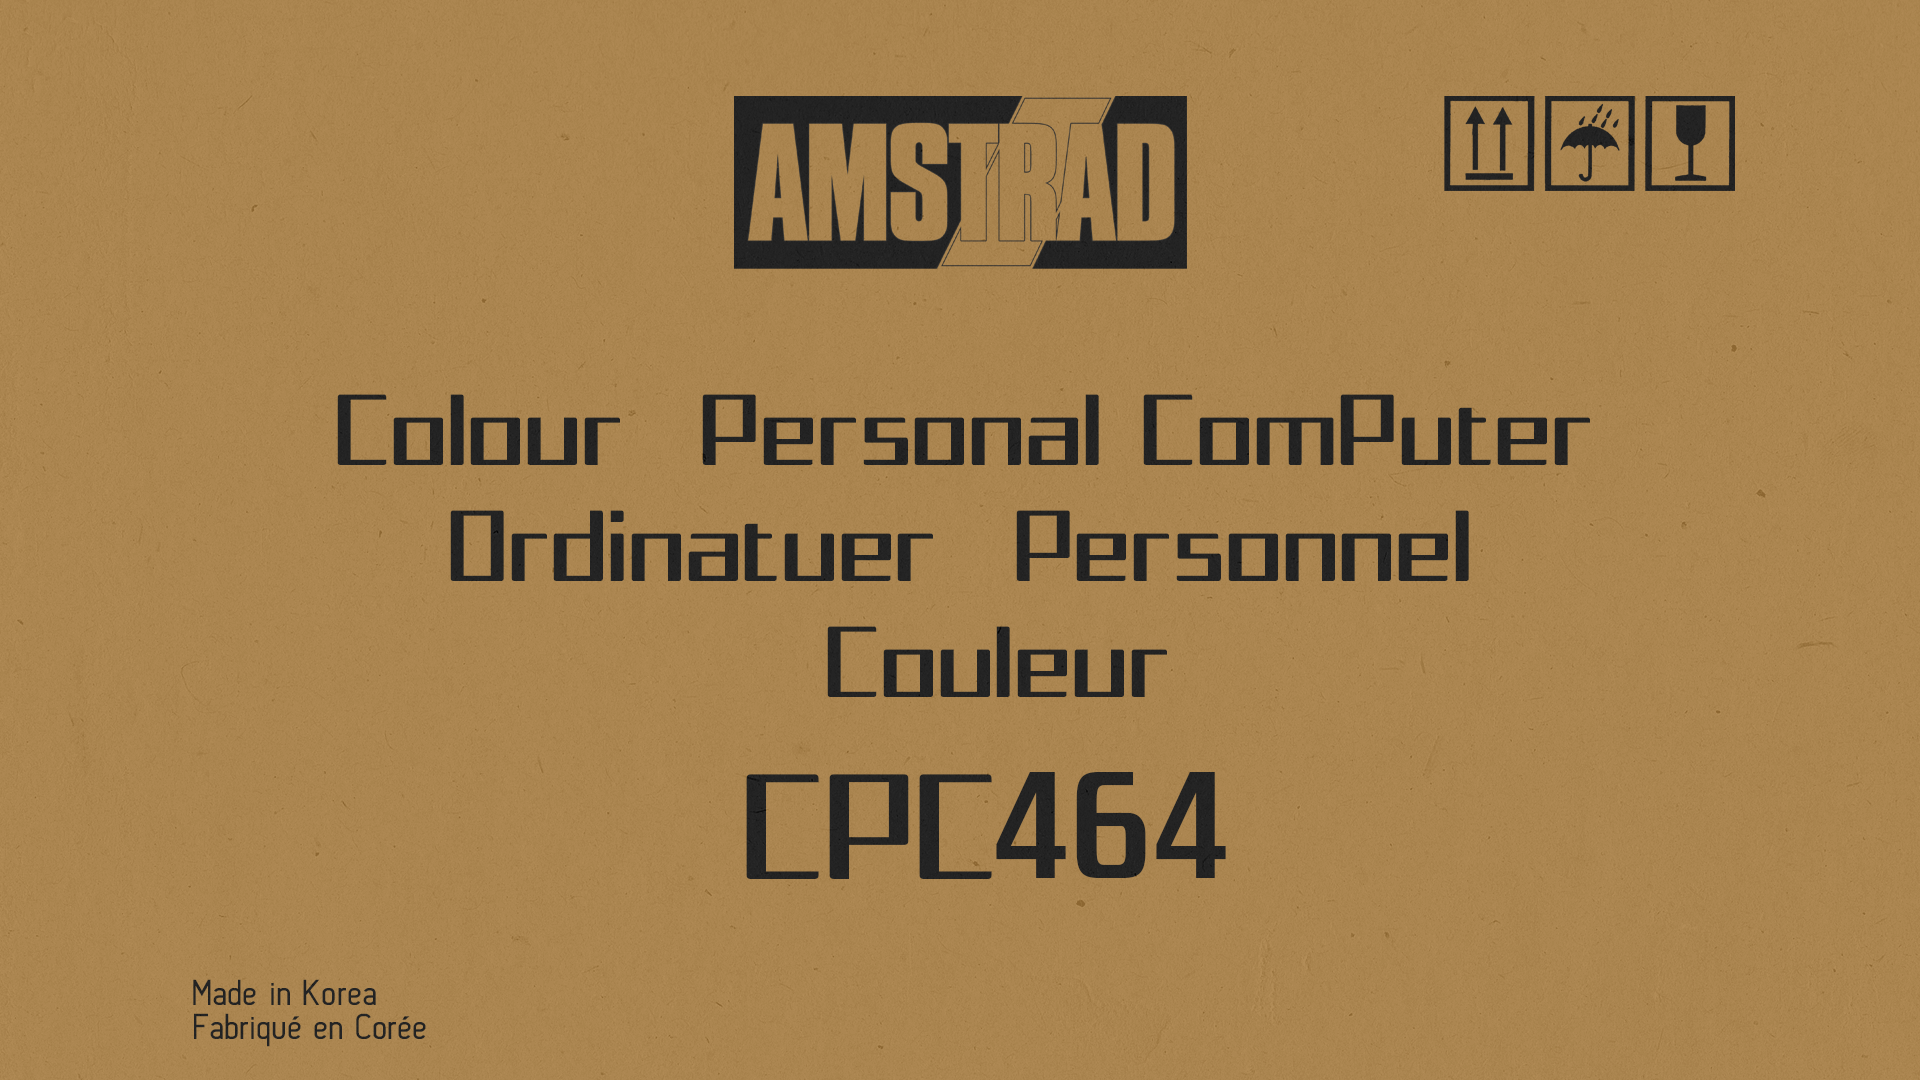 AMSTRAD
Colour Personal ComPuter
Ordinatuer Personnel
Couleur
CPC464
Made in Korea
Fabriqué en Corée